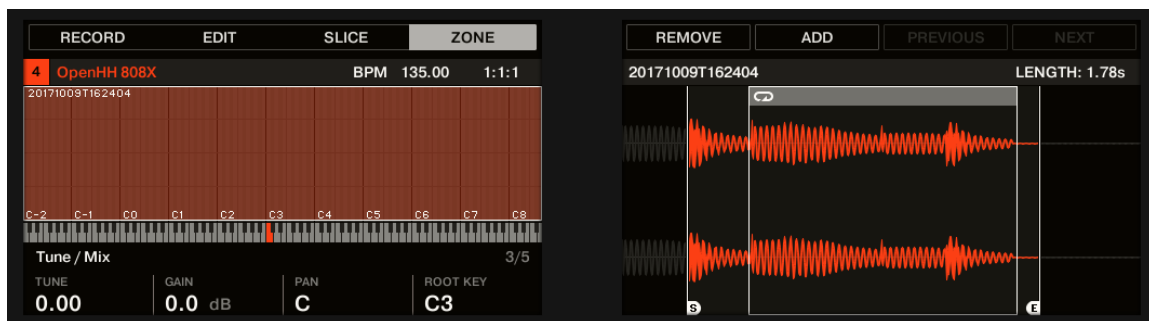 RECORD EDIT SLICE ZONE
4 OpenHH 808X BPM 135.00 1:1:1
20171009T162404
C-2 C-1 C0 C1 C2 C3 C4 C5 C6 C7 C8
Tune / Mix 3/5
TUNE GAIN PAN ROOT KEY
0.00 0.0 dB C C3
REMOVE ADD PREVIOUS NEXT
20171009T162404 LENGTH: 1.78s
S E